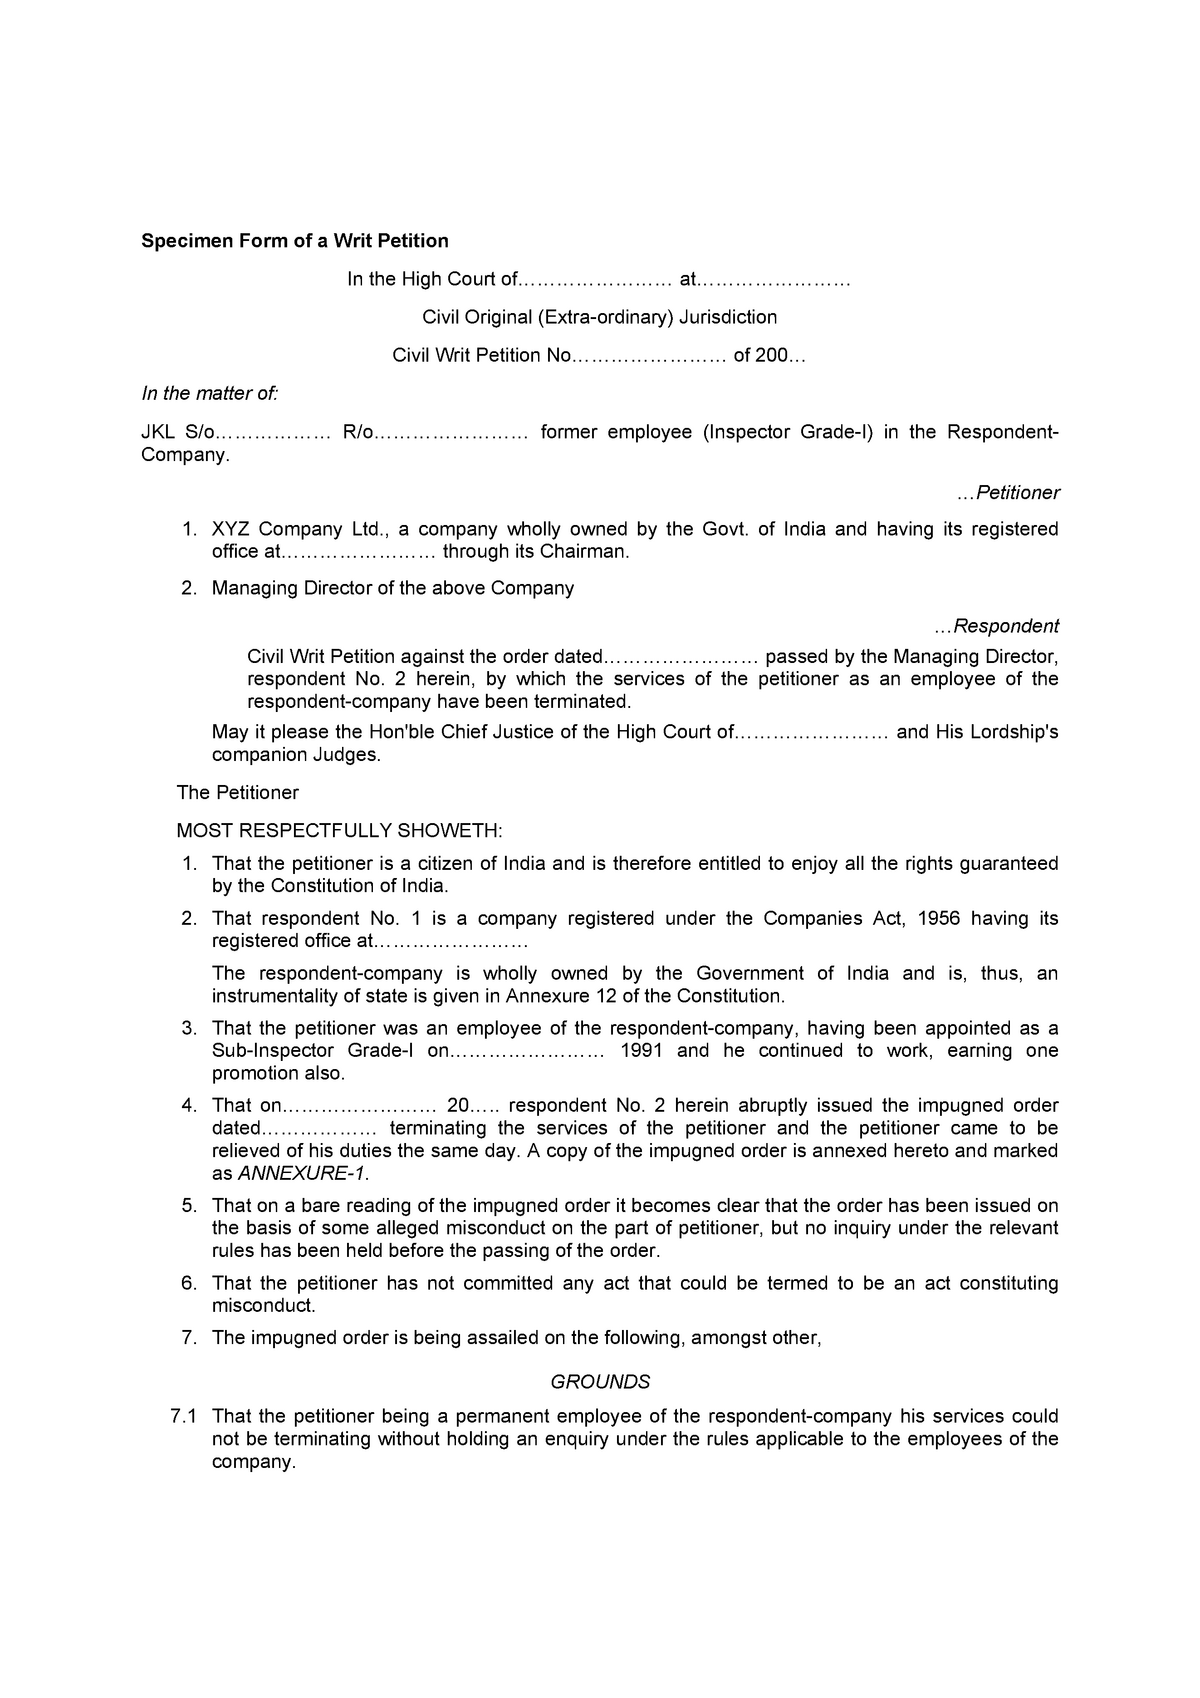 Specimen Form of a Writ Petition
In the High Court of…………………… at……………………
Civil Original (Extra-ordinary) Jurisdiction
Civil Writ Petition No…………………… of 200…
In the matter of:
JKL S/o……………… R/o…………………… former employee (Inspector Grade-I) in the Respondent-
Company.
…Petitioner
1. XYZ Company Ltd., a company wholly owned by the Govt. of India and having its registered
office at…………………… through its Chairman.
2. Managing Director of the above Company
…Respondent
Civil Writ Petition against the order dated…………………… passed by the Managing Director,
respondent No. 2 herein, by which the services of the petitioner as an employee of the
respondent-company have been terminated.
May it please the Hon'ble Chief Justice of the High Court of…………………… and His Lordship's
companion Judges.
The Petitioner
MOST RESPECTFULLY SHOWETH:
1. That the petitioner is a citizen of India and is therefore entitled to enjoy all the rights guaranteed
by the Constitution of India.
2. That respondent No. 1 is a company registered under the Companies Act, 1956 having its
registered office at……………………
The respondent-company is wholly owned by the Government of India and is, thus, an
instrumentality of state is given in Annexure 12 of the Constitution.
3. That the petitioner was an employee of the respondent-company, having been appointed as a
Sub-Inspector Grade-I on…………………… 1991 and he continued to work, earning one
promotion also.
4. That on…………………… 20….. respondent No. 2 herein abruptly issued the impugned order
dated……………… terminating the services of the petitioner and the petitioner came to be
relieved of his duties the same day. A copy of the impugned order is annexed hereto and marked
as ANNEXURE-1.
5. That on a bare reading of the impugned order it becomes clear that the order has been issued on
the basis of some alleged misconduct on the part of petitioner, but no inquiry under the relevant
rules has been held before the passing of the order.
6. That the petitioner has not committed any act that could be termed to be an act constituting
misconduct.
7. The impugned order is being assailed on the following, amongst other,
GROUNDS
7.1 That the petitioner being a permanent employee of the respondent-company his services could
not be terminating without holding an enquiry under the rules applicable to the employees of the
company.